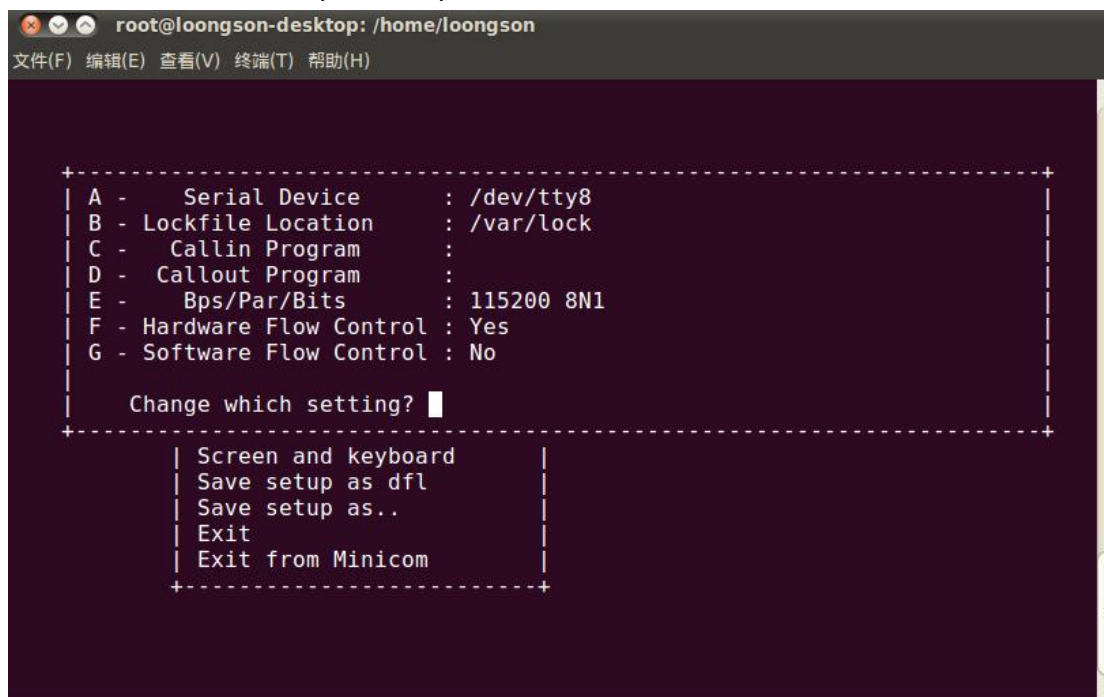 root@loongson-desktop: /home/loongson
文件(F) 编辑(E) 查看(V) 终端(T) 帮助(H)
+-----------------------------------------------------------------------+
| A -    Serial Device      : /dev/tty8                                 |
| B - Lockfile Location     : /var/lock                                 |
| C -   Callin Program      :                                           |
| D -  Callout Program      :                                           |
| E -    Bps/Par/Bits       : 115200 8N1                                |
| F - Hardware Flow Control : Yes                                       |
| G - Software Flow Control : No                                        |
|                                                                       |
|    Change which setting?                                              |
+-----------------------------------------------------------------------+
| Screen and keyboard      |
| Save setup as dfl        |
| Save setup as..          |
| Exit                     |
| Exit from Minicom        |
+--------------------------+